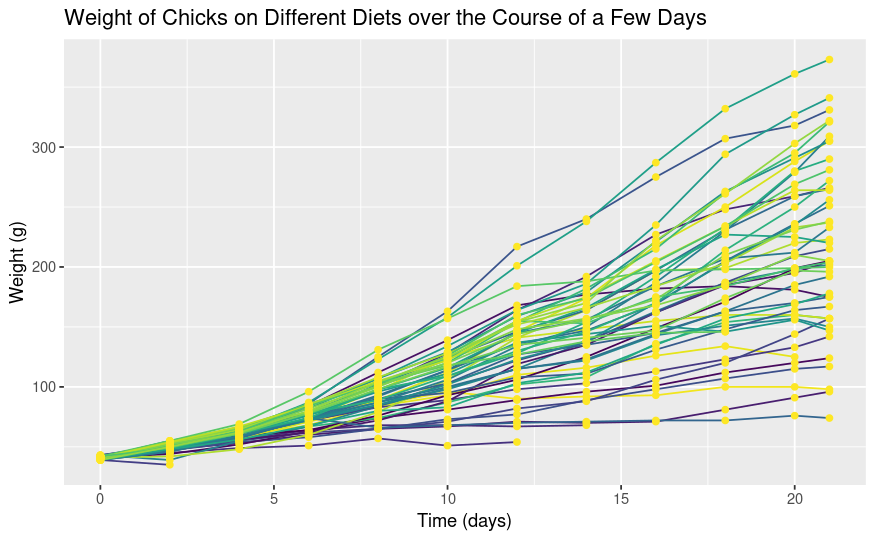 Weight of Chicks on Different Diets over the Course of a Few Days
300
200
100
Weight (g)
0 5 10 15 20
Time (days)